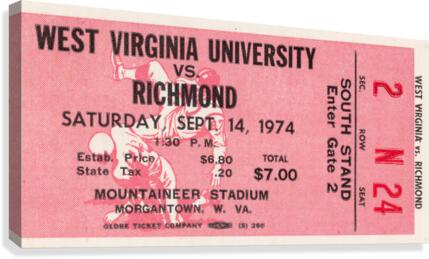 WEST VIRGINIA UNIVERSITY
VS.
RICHMOND
SATURDAY, SEPT. 14, 1974
1:30 P.M.
Estab. Price $6.80 TOTAL
State Tax .20 $7.00
MOUNTAINEER STADIUM
MORGANTOWN, W. VA.
GLOBE TICKET COMPANY (5) 260
SOUTH STAND
Enter Gate 2
SEC. ROW SEAT
2 N 24
WEST VIRGINIA vs. RICHMOND